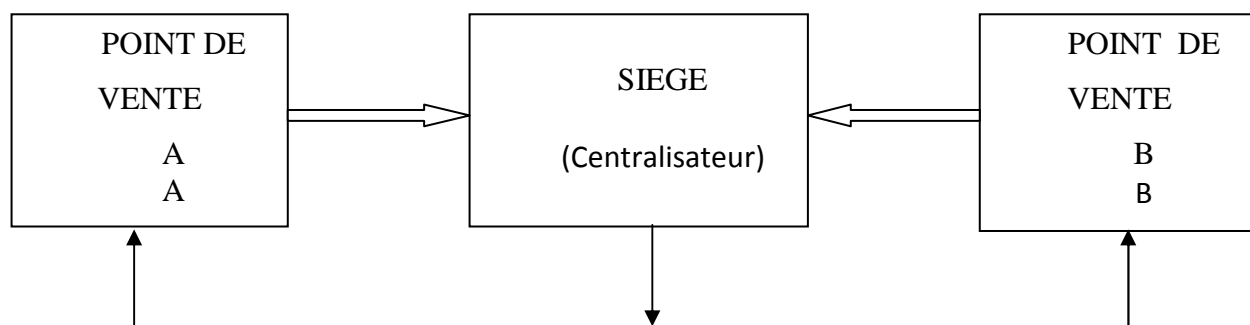 POINT DE
VENTE
A
A
SIEGE
(Centralisateur)
POINT DE
VENTE
B
B